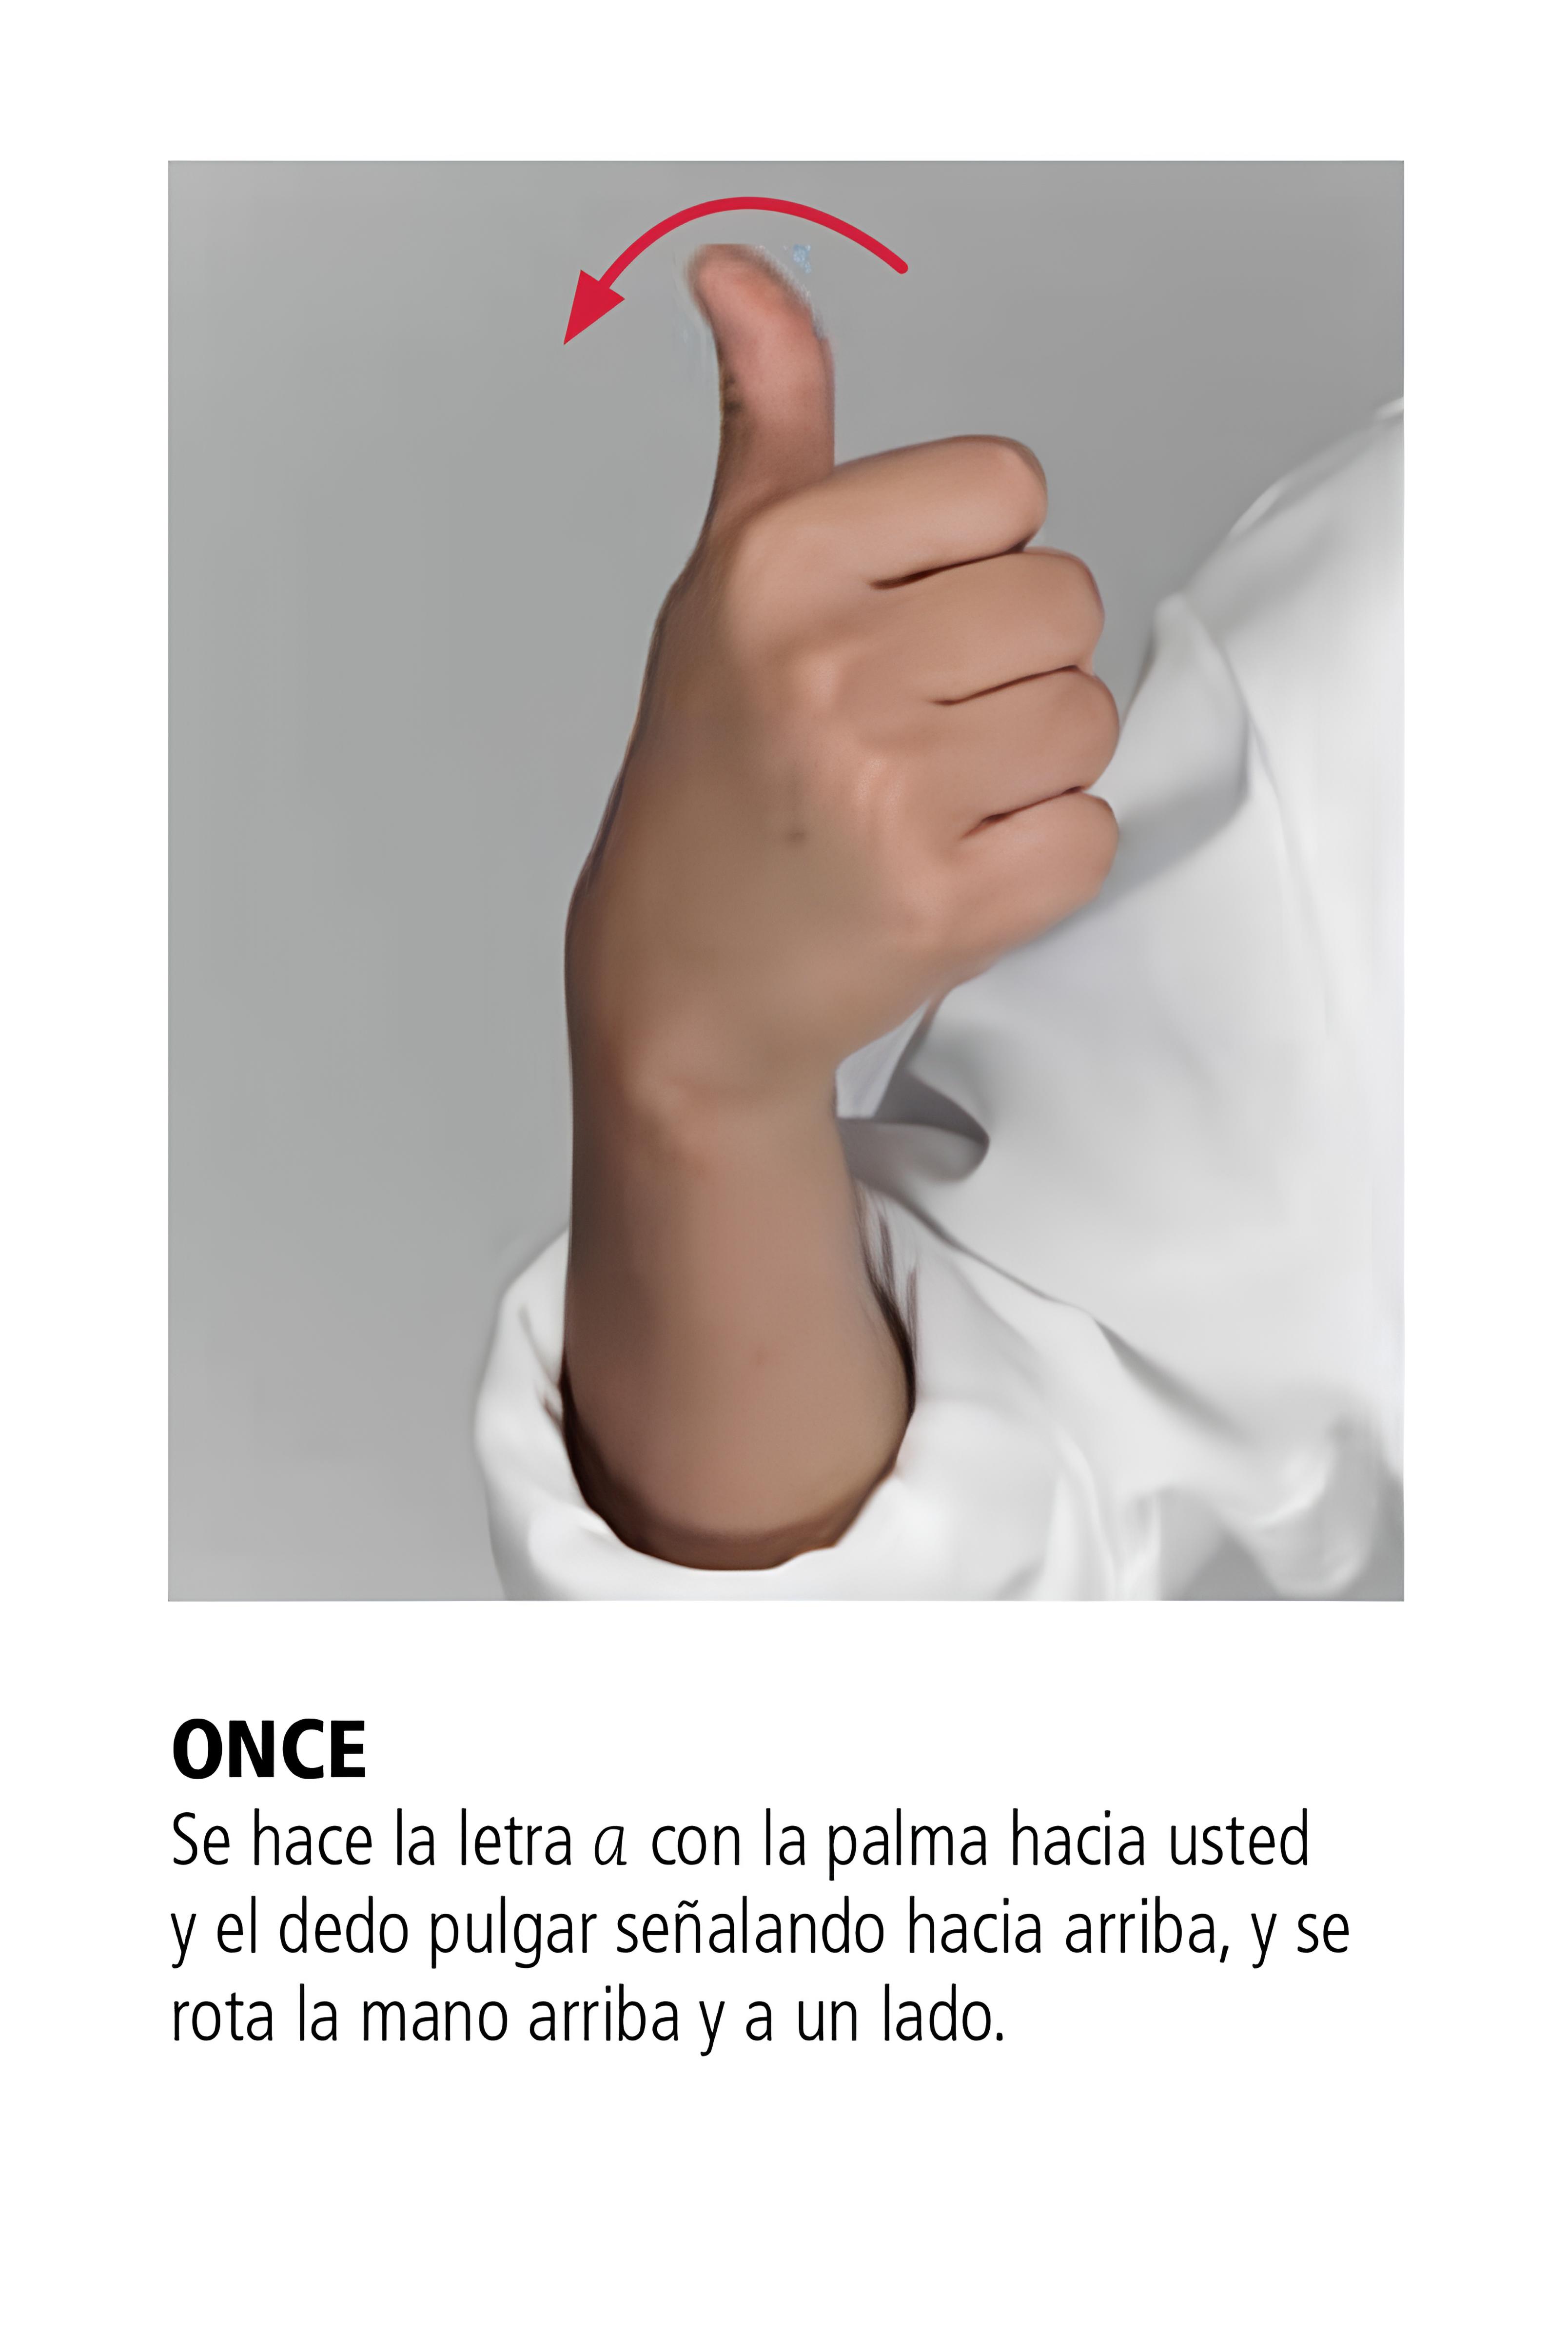 ONCE
Se hace la letra a con la palma hacia usted
y el dedo pulgar señalando hacia arriba, y se
rota la mano arriba y a un lado.